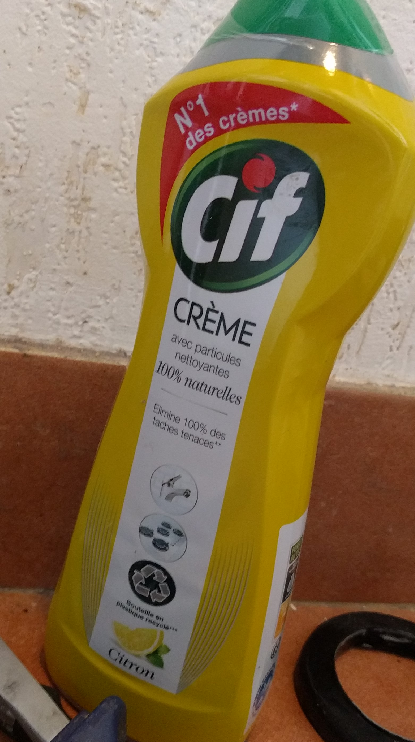 N°1
des crèmes*
Cif
CRÈME
avec particules
nettoyantes
100% naturelles
Elimine 100% des
taches tenaces**
Bouteille en
plastique recyclé***
Citron